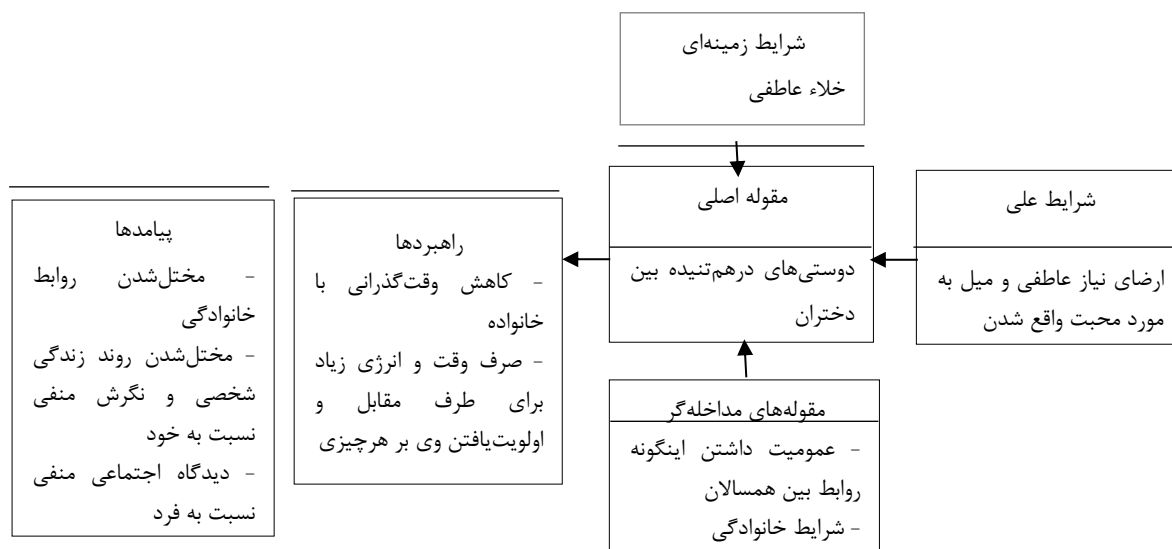 شرایط زمینه‌ای
خلاء عاطفی
شرایط علی
ارضای نیاز عاطفی و میل به
مورد محبت واقع شدن
مقوله اصلی
دوستی‌های درهم‌تنیده بین
دختران
مقوله‌های مداخله‌گر
- عمومیت داشتن اینگونه
روابط بین همسالان
- شرایط خانوادگی
راهبردها
- کاهش وقت‌گذرانی با
خانواده
- صرف وقت و انرژی زیاد
برای طرف مقابل و
اولویت‌یافتن وی بر هرچیزی
پیامدها
- مختل‌شدن روابط
خانوادگی
- مختل‌شدن روند زندگی
شخصی و نگرش منفی
نسبت به خود
- دیدگاه اجتماعی منفی
نسبت به فرد